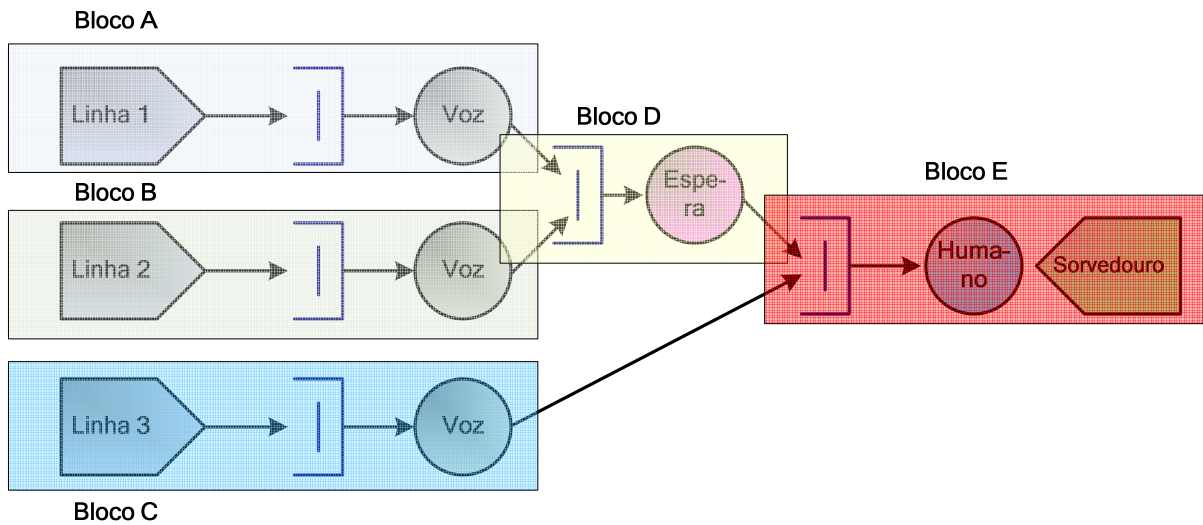 Bloco A
Linha 1
Voz
Bloco B
Linha 2
Voz
Linha 3
Voz
Bloco C
Bloco D
Espe-
ra
Bloco E
Huma-
no
Sorvedouro